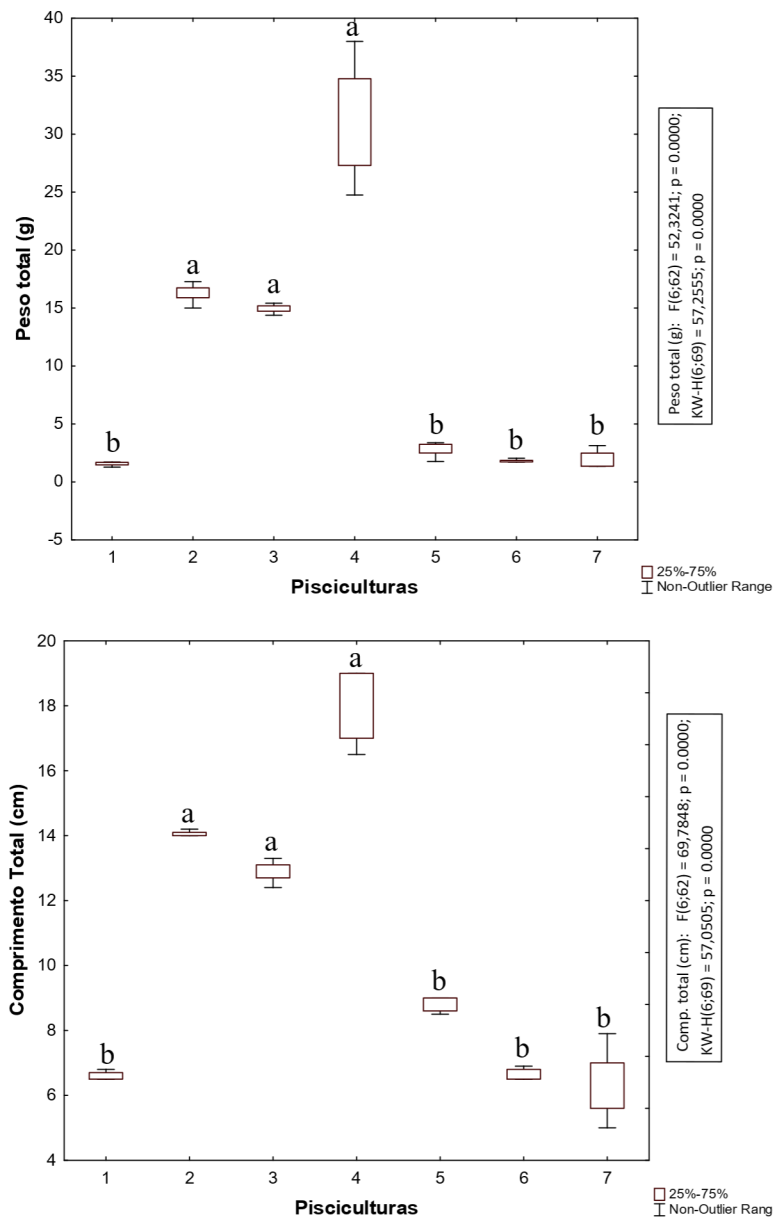 40
35
30
25
20
15
10
5
0
-5
Peso total (g)
b
a
a
a
b
b
b
1 2 3 4 5 6 7
Pisciculturas
25%-75%
Non-Outlier Range
Peso total (g): F(6;62) = 52,3241; p = 0.0000;
KW-H(6;69) = 57,2555; p = 0.0000
20
18
16
14
12
10
8
6
4
Comprimento Total (cm)
b
a
a
a
b
b
b
1 2 3 4 5 6 7
Pisciculturas
25%-75%
Non-Outlier Rang
Comp. total (cm): F(6;62) = 69,7848; p = 0.0000;
KW-H(6;69) = 57,0505; p = 0.0000